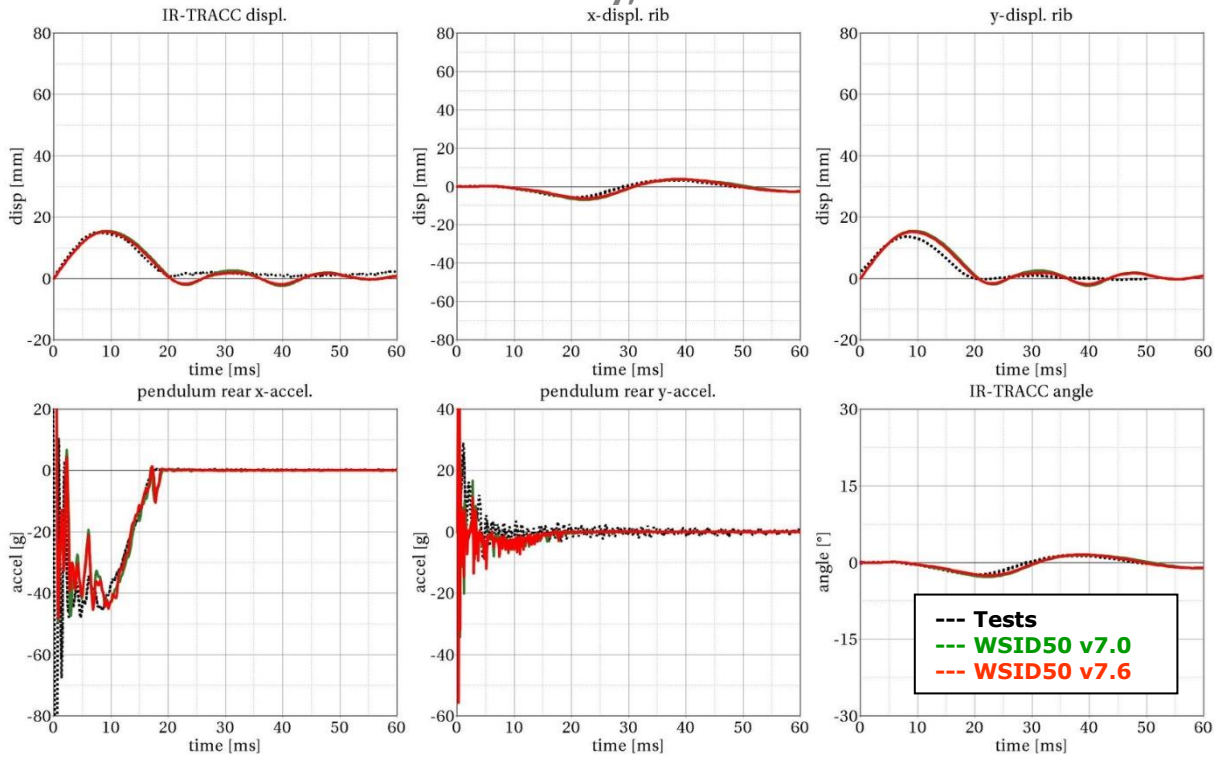 IR-TRACC displ.
x-displ. rib
y-displ. rib
80
60
40
20
0
-20
disp [mm]
0 10 20 30 40 50 60
time [ms]
80
60
40
20
0
-20
-40
-60
-80
disp [mm]
0 10 20 30 40 50 60
time [ms]
80
60
40
20
0
-20
disp [mm]
0 10 20 30 40 50 60
time [ms]
pendulum rear x-accel.
pendulum rear y-accel.
IR-TRACC angle
20
0
-20
-40
-60
-80
accel [g]
0 10 20 30 40 50 60
time [ms]
40
20
0
-20
-40
-60
accel [g]
0 10 20 30 40 50 60
time [ms]
30
15
0
-15
-30
angle [°]
0 10 20 30 40 50 60
time [ms]
--- Tests
--- WSID50 v7.0
--- WSID50 v7.6